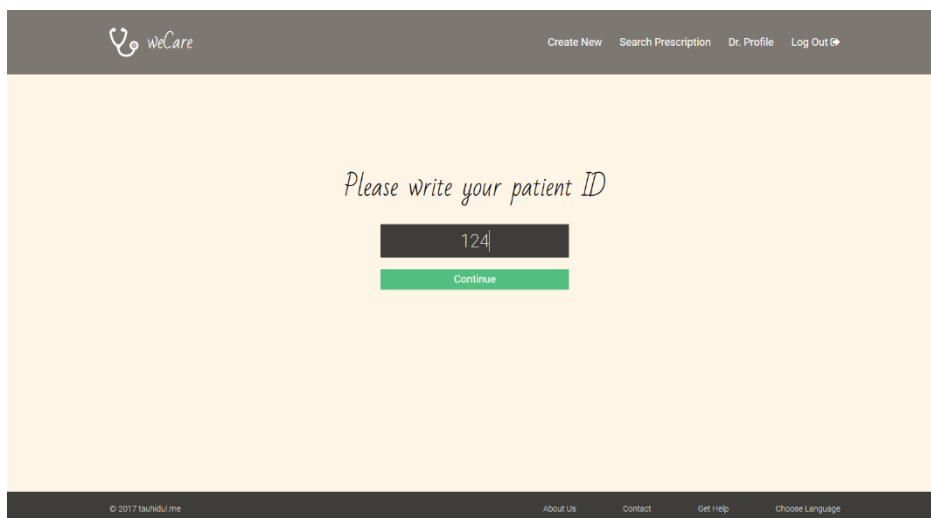 weCare
Create New Search Prescription Dr. Profile Log Out
Please write your patient ID
124
Continue
© 2017 tauhidul.me About Us Contact Get Help Choose Language